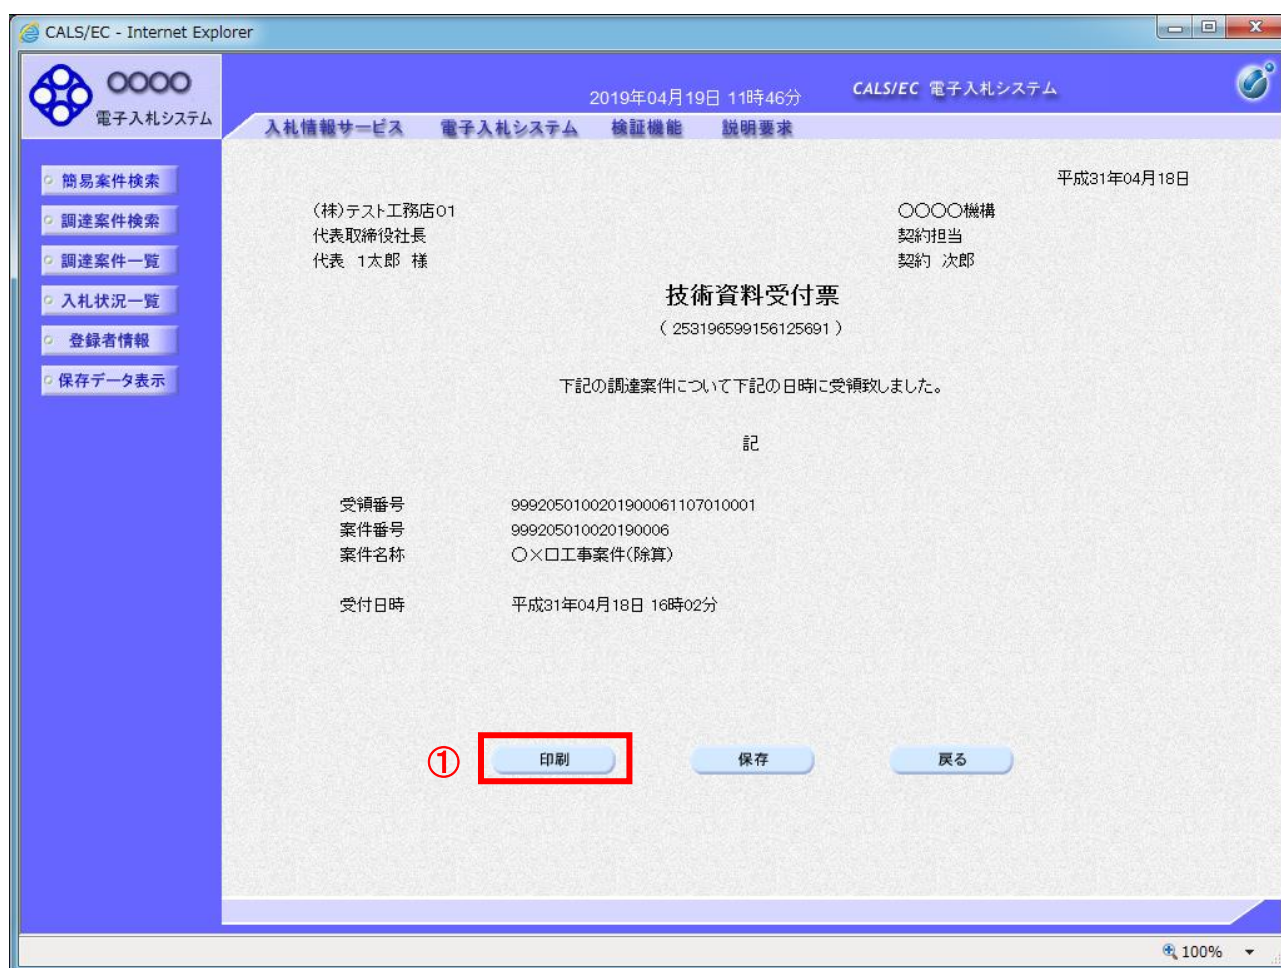 CALS/EC - Internet Explorer
OOOO
電子入札システム
2019年04月19日 11時46分
CALS/EC 電子入札システム
入札情報サービス 電子入札システム 検証機能 説明要求
簡易案件検索
調達案件検索
調達案件一覧
入札状況一覧
登録者情報
保存データ表示
平成31年04月18日
(株)テスト工務店01
代表取締役社長
代表 1太郎 様
〇〇〇〇機構
契約担当
契約 次郎
技術資料受付票
( 253196599156125691 )
下記の調達案件について下記の日時に受領致しました。
記
受領番号 9992050100201900061107010001
案件番号 999205010020190006
案件名称 〇×口工事案件(除算)
受付日時 平成31年04月18日 16時02分
① 印刷 保存 戻る
100%